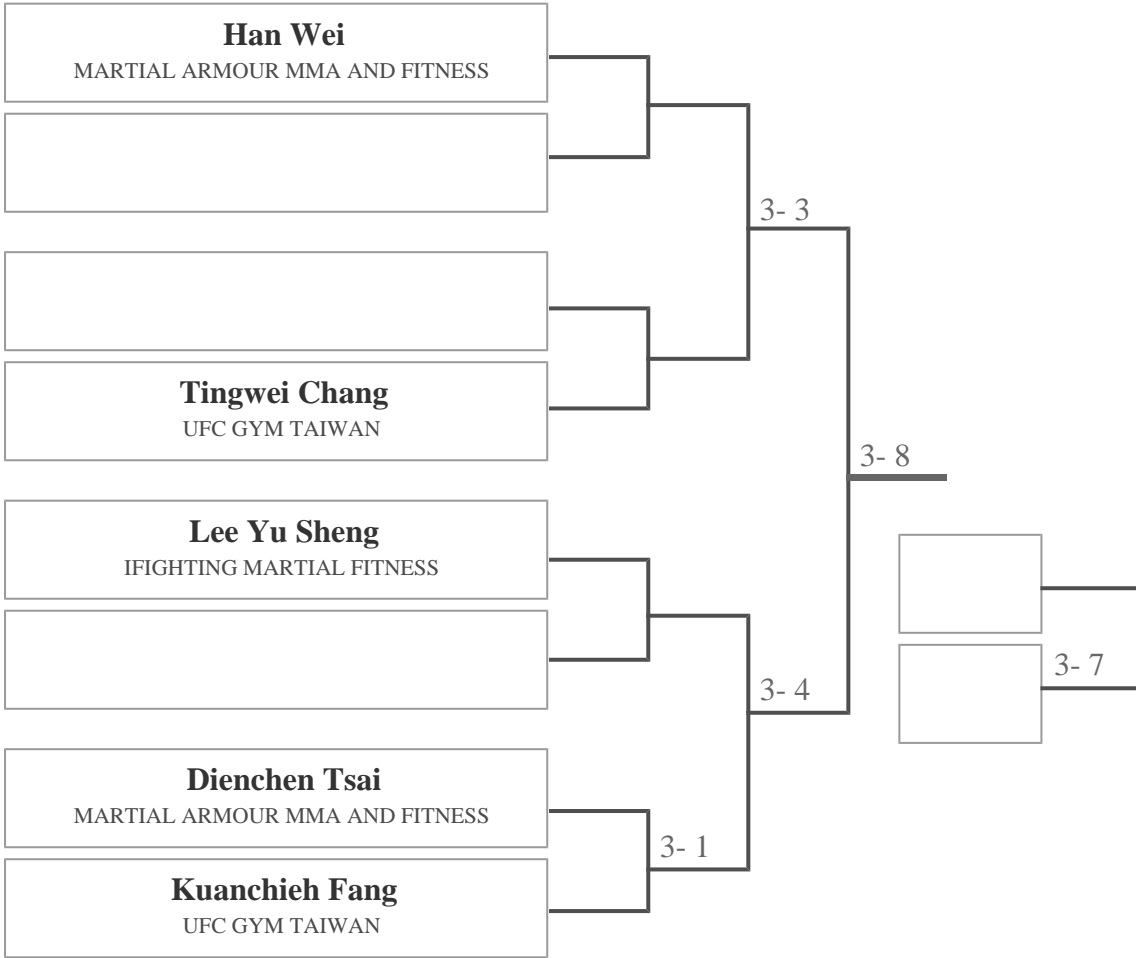 Han Wei
MARTIAL ARMOUR MMA AND FITNESS
3- 3
Tingwei Chang
UFC GYM TAIWAN
3- 8
Lee Yu Sheng
IFIGHTING MARTIAL FITNESS
3- 7
3- 4
Dienchen Tsai
MARTIAL ARMOUR MMA AND FITNESS
3- 1
Kuanchieh Fang
UFC GYM TAIWAN